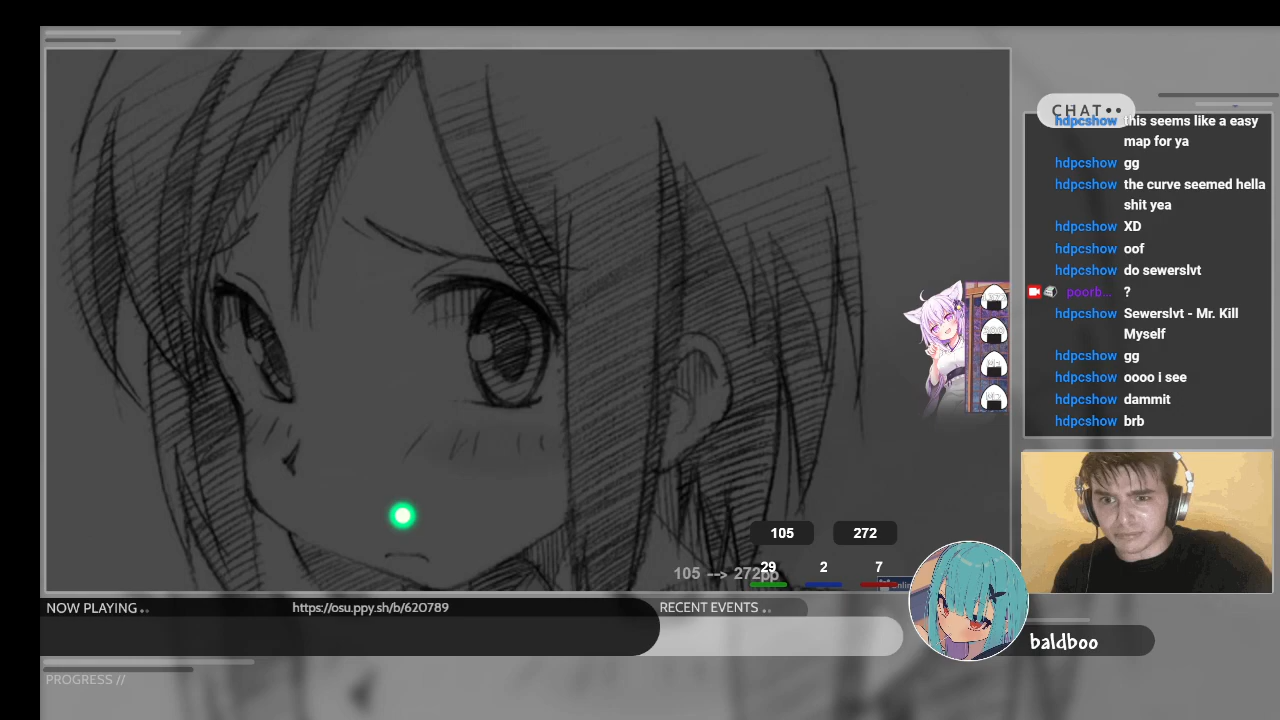 CHAT••
hdpcshow this seems like a easy
map for ya
hdpcshow gg
hdpcshow the curve seemed hella
shit yea
hdpcshow XD
hdpcshow oof
hdpcshow do sewerslvt
poorb... ?
hdpcshow Sewerslvt - Mr. Kill
Myself
hdpcshow gg
hdpcshow oooo i see
hdpcshow dammit
hdpcshow brb
105 272
29 2 7
105 --> 272pp
NOW PLAYING .. https://osu.ppy.sh/b/620789 RECENT EVENTS ..
baldboo
PROGRESS //